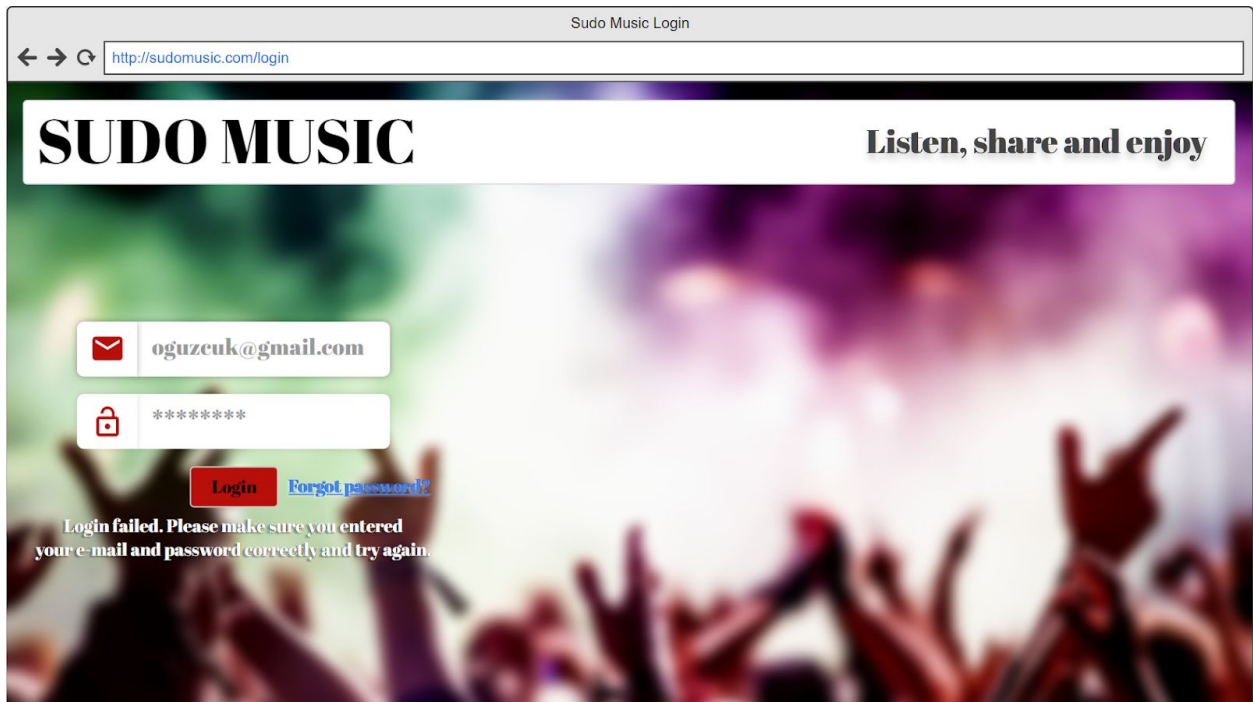 Sudo Music Login
http://sudomusic.com/login
SUDO MUSIC
Listen, share and enjoy
oguzcuk@gmail.com
********
Login
Forgot password?
Login failed. Please make sure you entered
your e-mail and password correctly and try again.